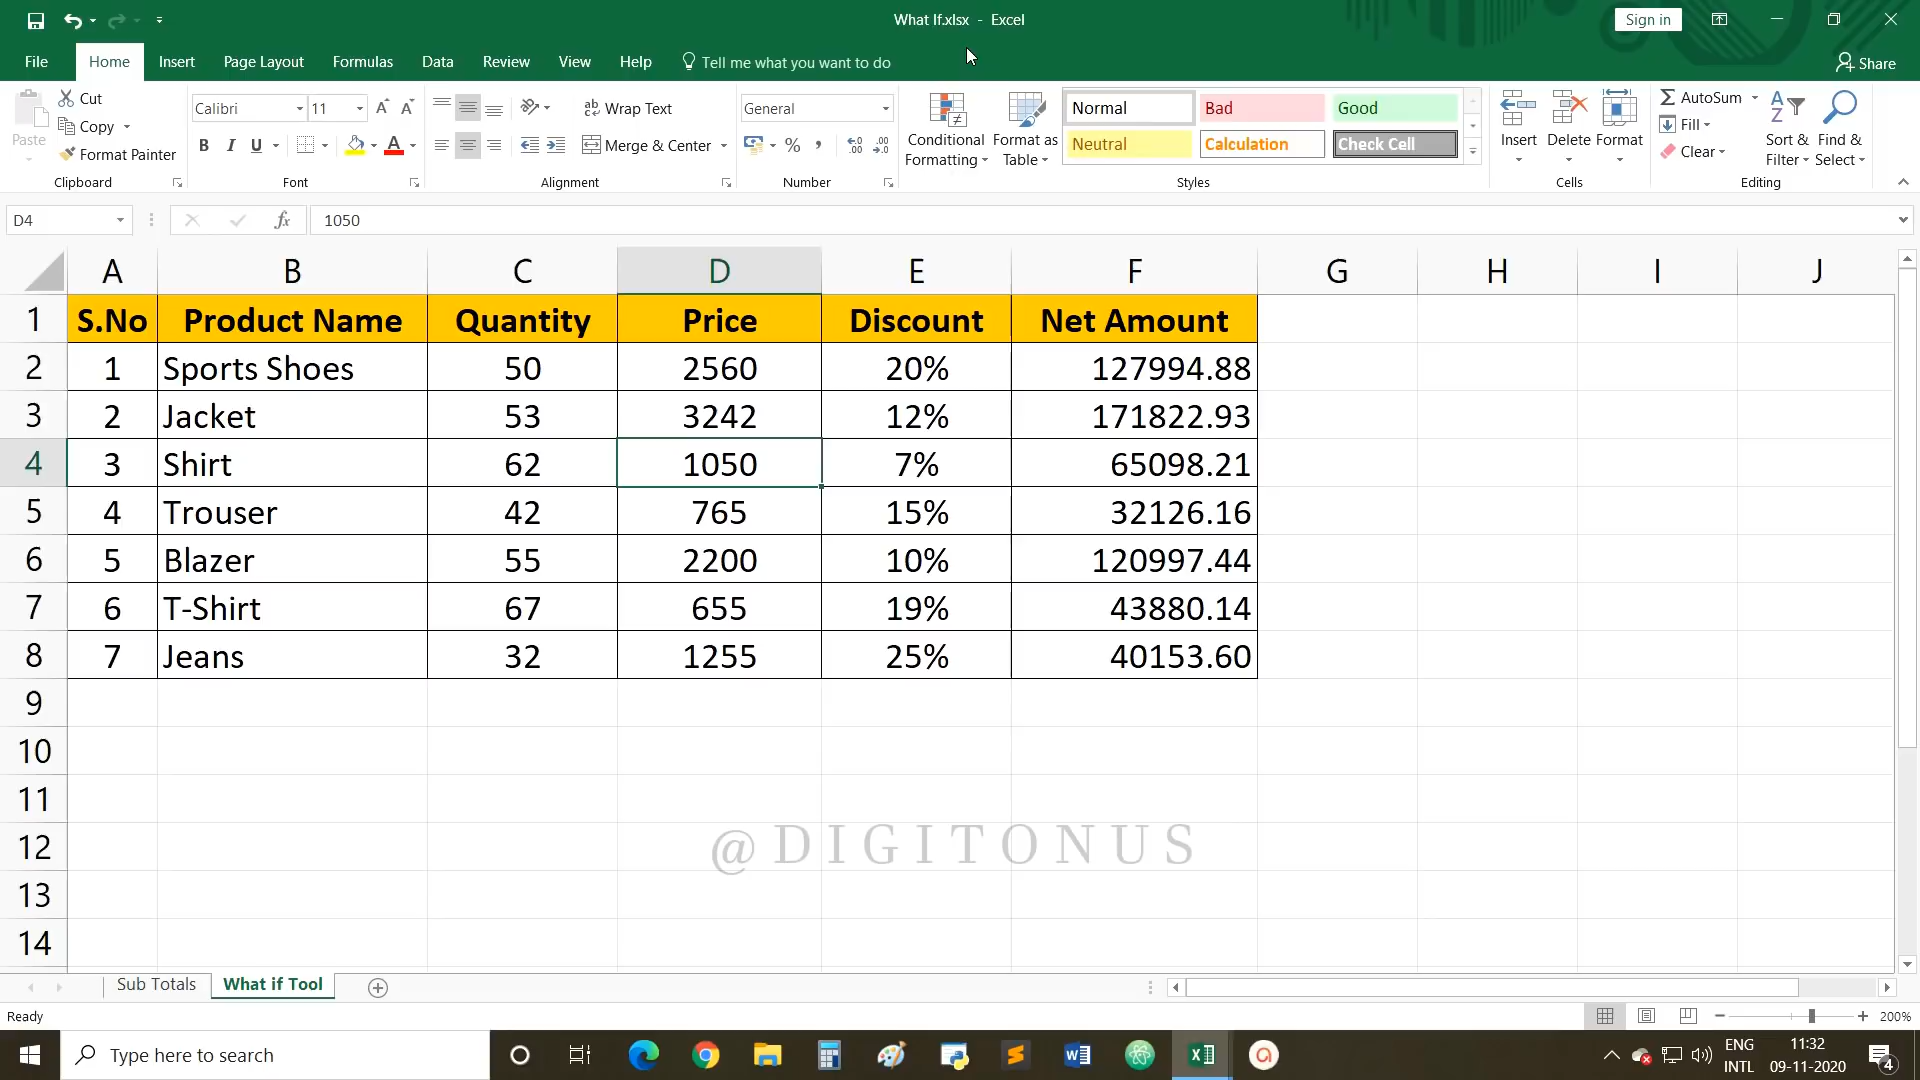 What If.xlsx - Excel
Sign in
File Home Insert Page Layout Formulas Data Review View Help Tell me what you want to do Share
Paste
Cut
Copy
Format Painter
Clipboard
Calibri 11
B I U A
Font
Wrap Text
Merge & Center
Alignment
General
% ,
Number
Conditional Formatting
Format as Table
Normal Bad Good
Neutral Calculation Check Cell
Styles
Insert Delete Format
Cells
AutoSum
Fill
Clear
Sort & Filter
Find & Select
Editing
D4 fx 1050
A B C D E F G H I J
1 S.No Product Name Quantity Price Discount Net Amount
2 1 Sports Shoes 50 2560 20% 127994.88
3 2 Jacket 53 3242 12% 171822.93
4 3 Shirt 62 1050 7% 65098.21
5 4 Trouser 42 765 15% 32126.16
6 5 Blazer 55 2200 10% 120997.44
7 6 T-Shirt 67 655 19% 43880.14
8 7 Jeans 32 1255 25% 40153.60
9
10
11
12
13
14
@DIGITONUS
Sub Totals What if Tool
Ready 200%
Type here to search
ENG
INTL
11:32
09-11-2020
4